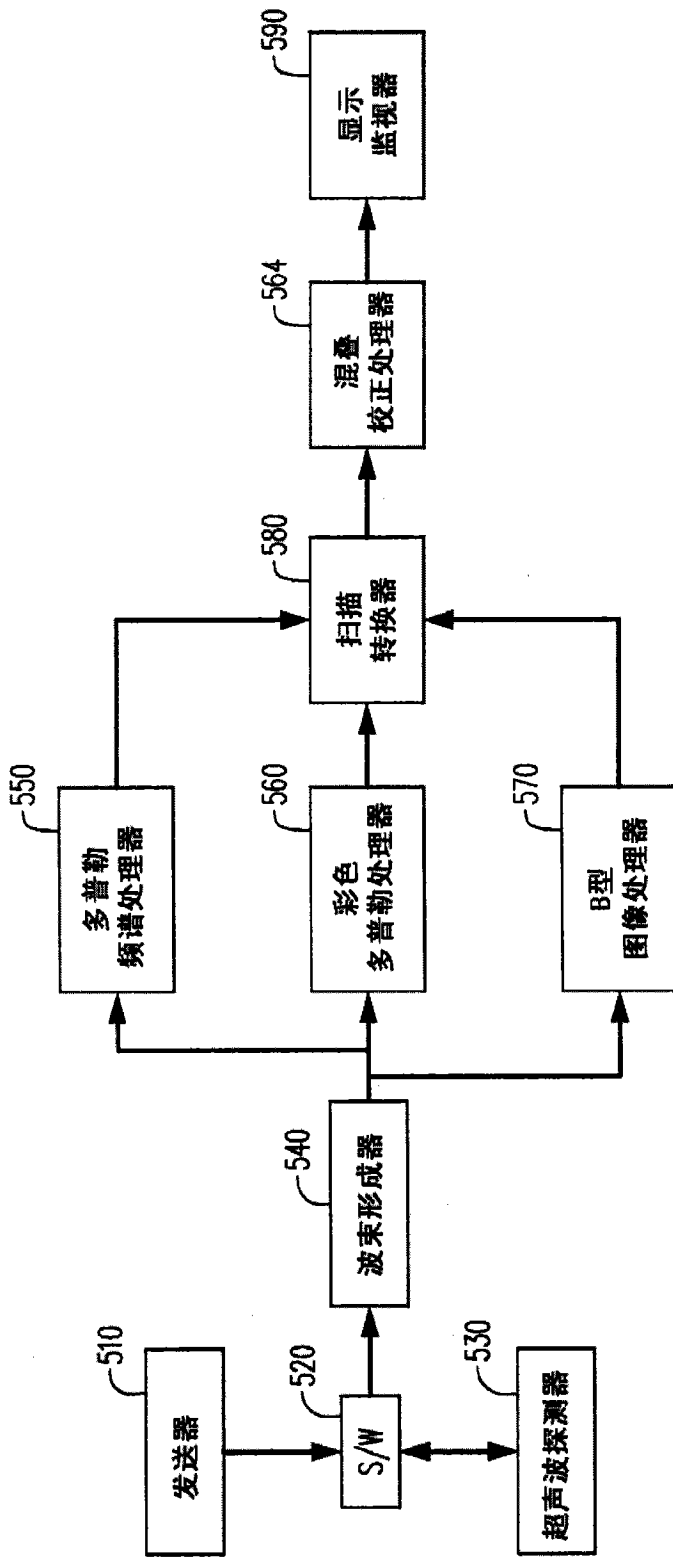 510
发送器
520
S/W
530
超声波探测器
540
波束形成器
550
多普勒
频谱处理器
560
彩色
多普勒处理器
570
B型
图像处理器
580
扫描
转换器
564
混叠
校正处理器
590
显示
监视器